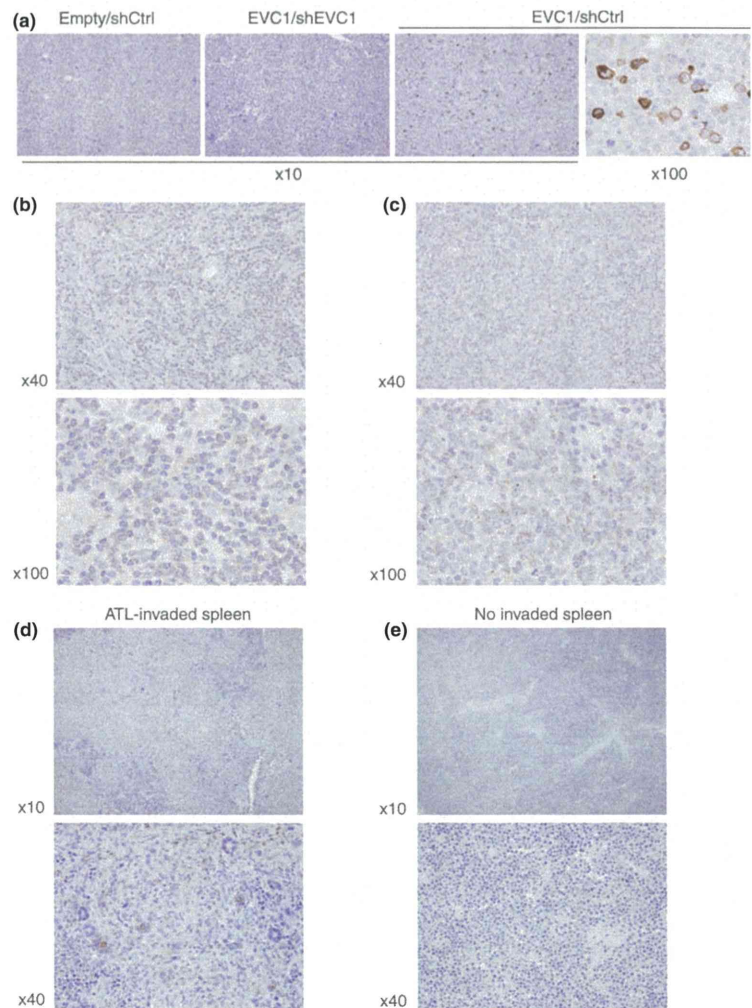 (a)
Empty/shCtrl
EVC1/shEVC1
EVC1/shCtrl
x10
x100
(b)
x40
x100
(c)
x40
x100
ATL-invaded spleen
(d)
x10
x40
No invaded spleen
(e)
x10
x40